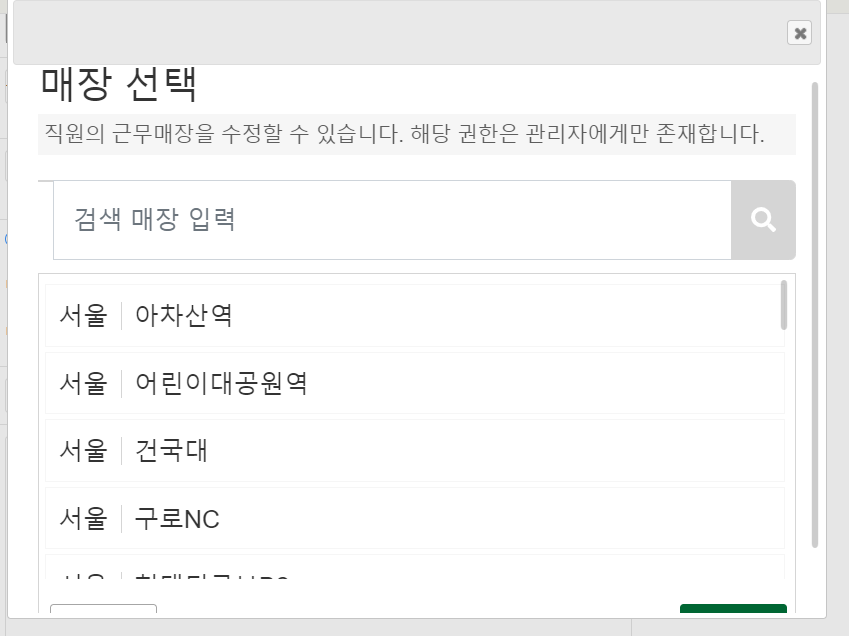 매장 선택
직원의 근무매장을 수정할 수 있습니다. 해당 권한은 관리자에게만 존재합니다.
검색 매장 입력
서울 아차산역
서울 어린이대공원역
서울 건국대
서울 구로NC
서울